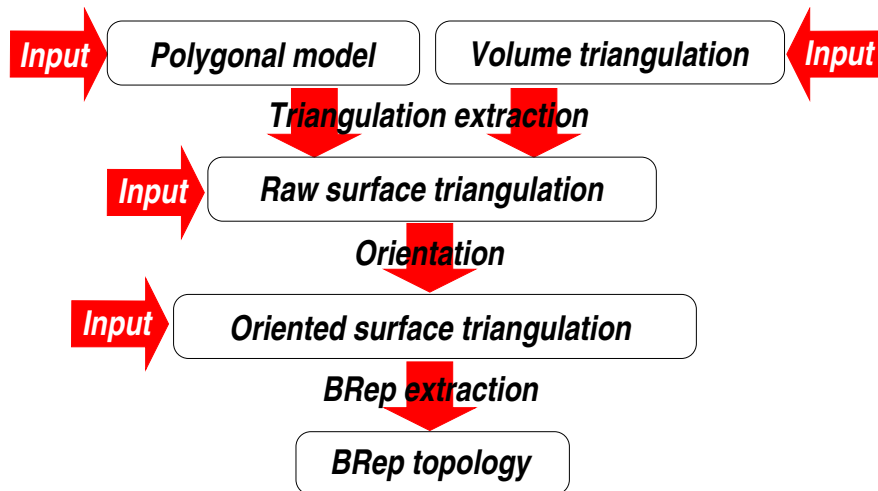 Input
Polygonal model
Volume triangulation
Input
Triangulation extraction
Input
Raw surface triangulation
Orientation
Input
Oriented surface triangulation
BRep extraction
BRep topology